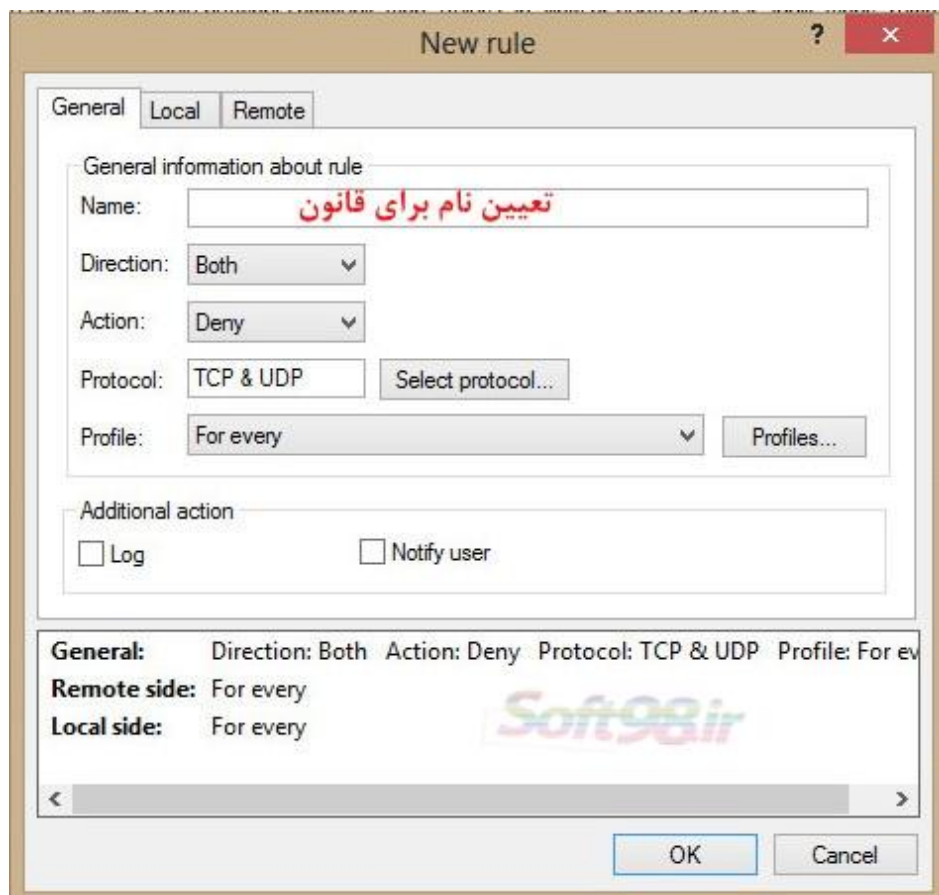 New rule
? ×
General Local Remote
General information about rule
Name: تعیین نام برای قانون
Direction: Both
Action: Deny
Protocol: TCP & UDP Select protocol...
Profile: For every Profiles...
Additional action
Log Notify user
General: Direction: Both Action: Deny Protocol: TCP & UDP Profile: For ev
Remote side: For every
Local side: For every
Soft98.ir
OK Cancel